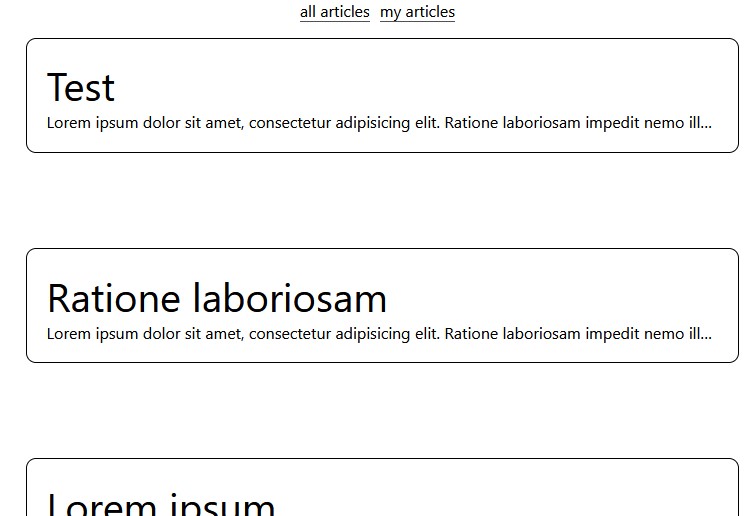 all articles my articles
Test
Lorem ipsum dolor sit amet, consectetur adipisicing elit. Ratione laboriosam impedit nemo ill...
Ratione laboriosam
Lorem ipsum dolor sit amet, consectetur adipisicing elit. Ratione laboriosam impedit nemo ill...
Lorem ipsum